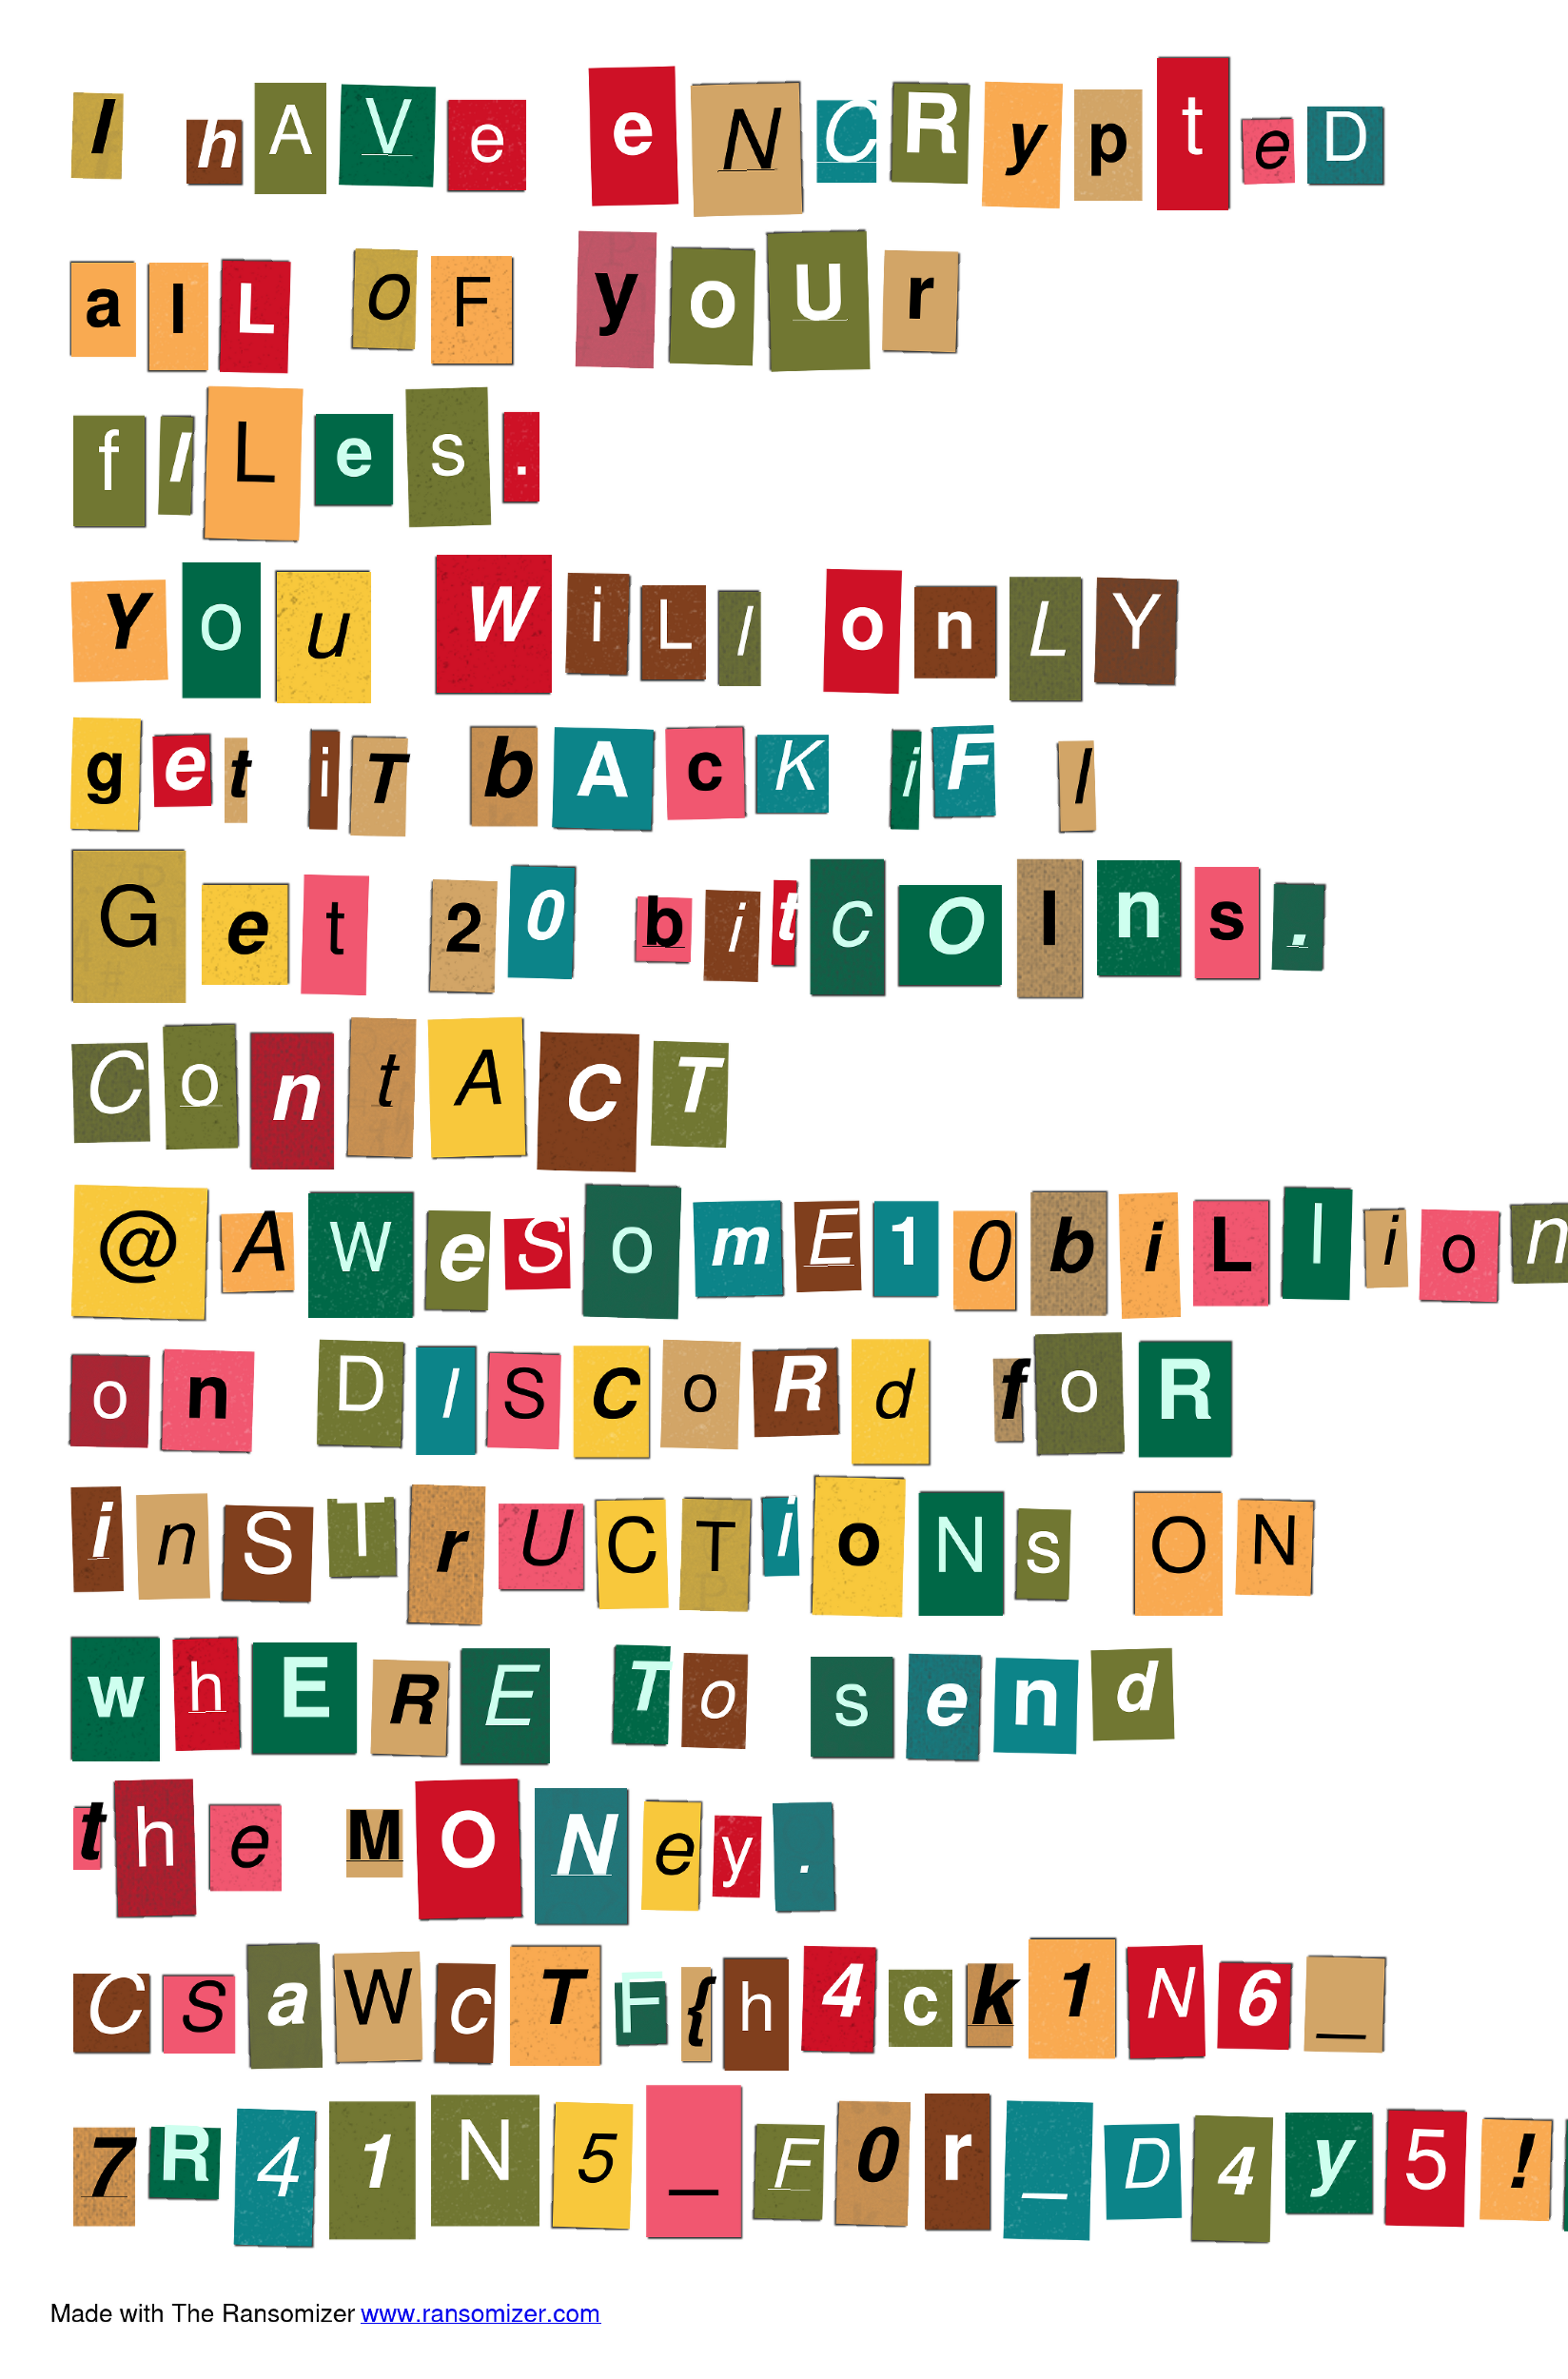 I hAVe eNCRypteD
alL OF yoUr
fILes.
YOu WiLl onLY
get iT bAcK iF I
Get 20 bitcOIns.
ContACT
@AWeSomE10biLlion
on DISCoRd foR
inSTrUCTioNs ON
whERE To send
the MONey.
CSaWcTF{h4ck1N6_
7R41NN5_F0r_D4y5!
Made with The Ransomizer www.ransomizer.com